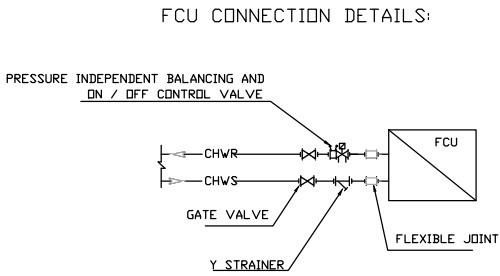 FCU CONNECTION DETAILS:
PRESSURE INDEPENDENT BALANCING AND
ON / OFF CONTROL VALVE
FCU
CHWR
CHWS
GATE VALVE
FLEXIBLE JOINT
Y STRAINER